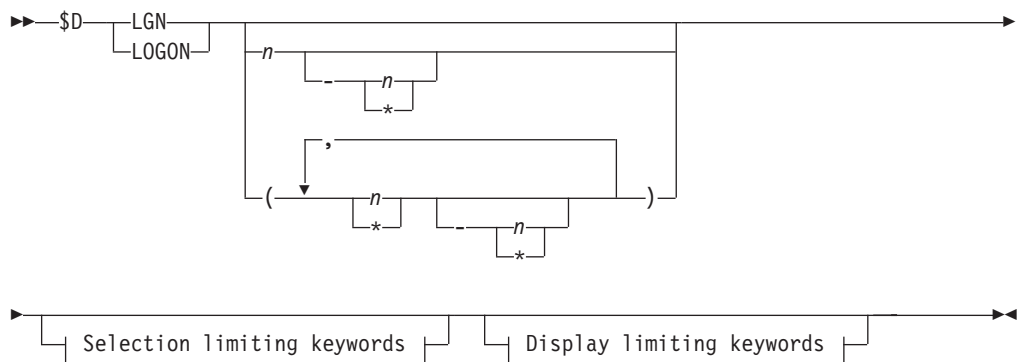 $D LGN
LOGON
n
- n
*
,
( n - n )
* *
Selection limiting keywords Display limiting keywords